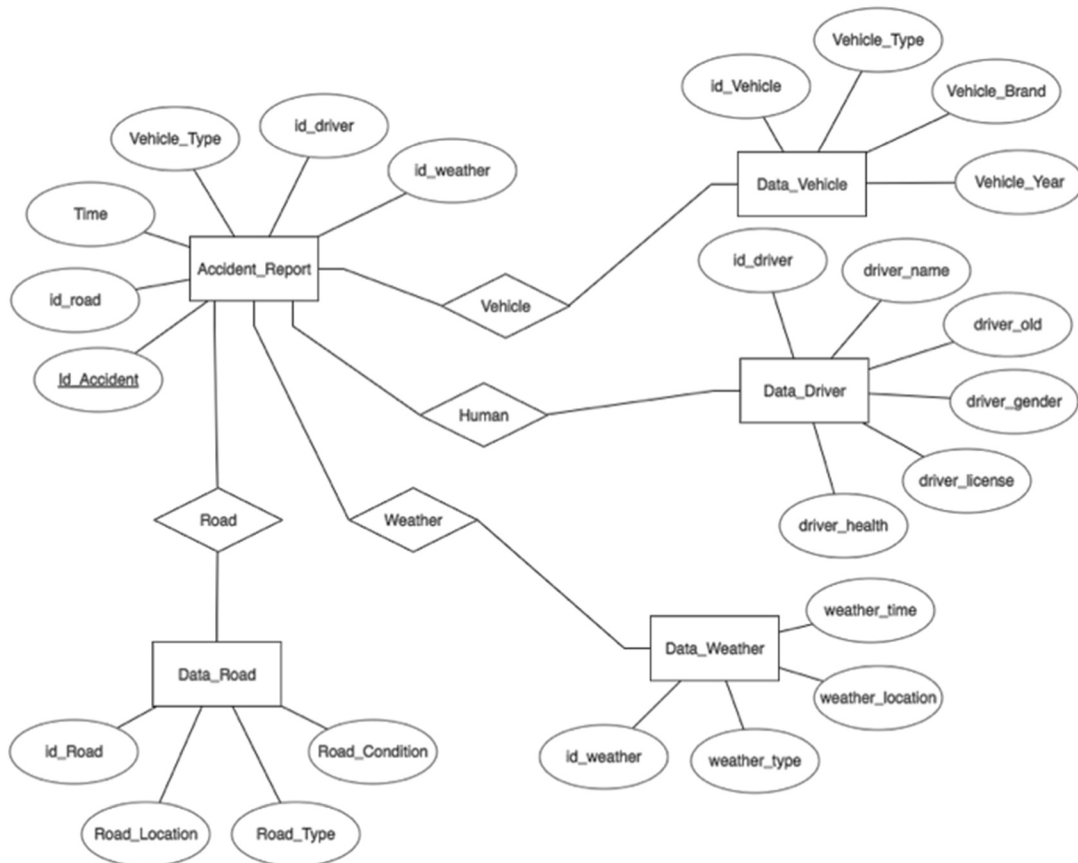 Vehicle_Type
id_Vehicle
Vehicle_Brand
Data_Vehicle
Vehicle_Year
Vehicle_Type
id_driver
id_weather
Time
Accident_Report
id_road
Id_Accident
Vehicle
id_driver
driver_name
driver_old
Data_Driver
driver_gender
driver_license
driver_health
Human
Road
Weather
weather_time
Data_Weather
weather_location
id_weather
weather_type
Data_Road
id_Road
Road_Condition
Road_Location
Road_Type